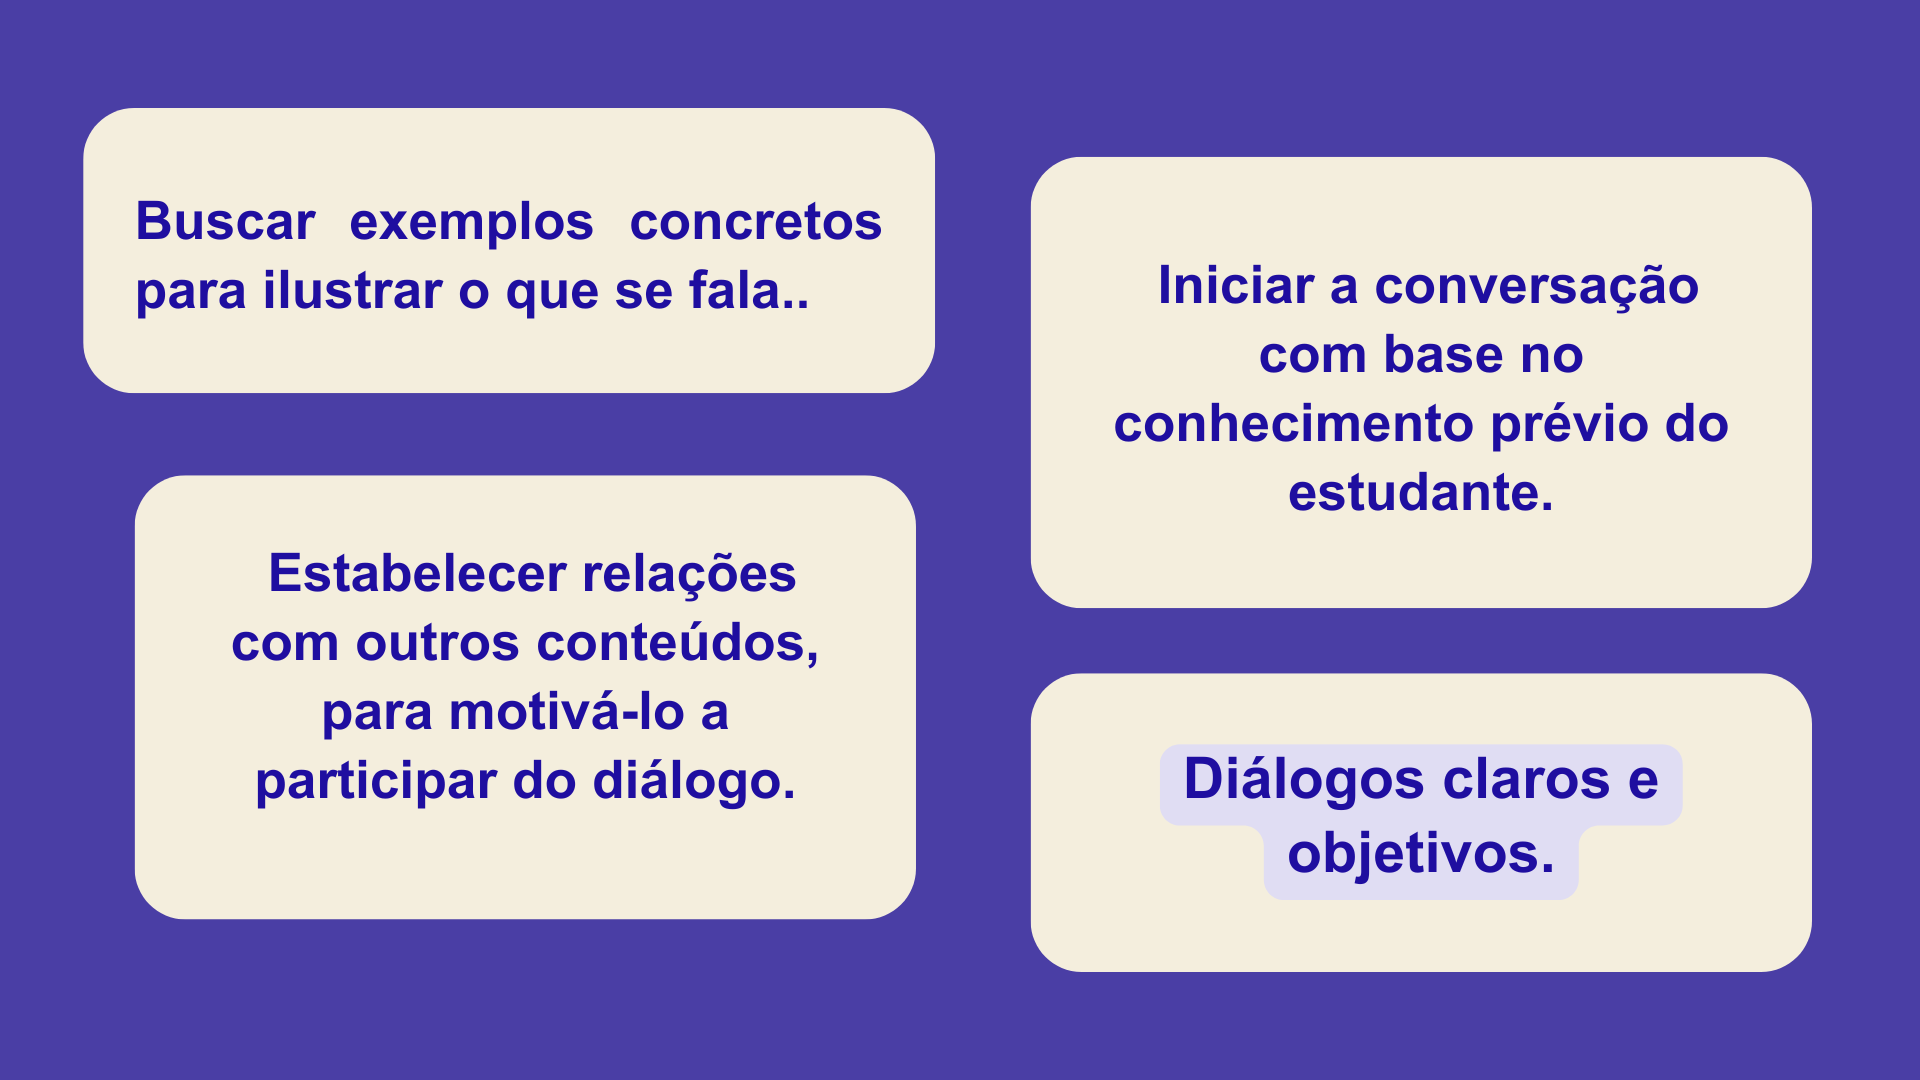 Buscar exemplos concretos
para ilustrar o que se fala..
Estabelecer relações
com outros conteúdos,
para motivá-lo a
participar do diálogo.
Iniciar a conversação
com base no
conhecimento prévio do
estudante.
Diálogos claros e
objetivos.